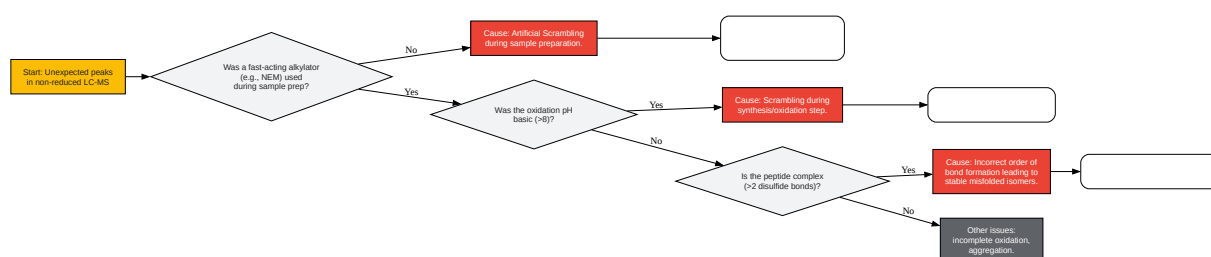 Start: Unexpected peaks
in non-reduced LC-MS
Was a fast-acting alkylator
(e.g., NEM) used
during sample prep?
No
Cause: Artificial Scrambling
during sample preparation.
Yes
Was the oxidation pH
basic (>8)?
Yes
Cause: Scrambling during
synthesis/oxidation step.
No
Is the peptide complex
(>2 disulfide bonds)?
Yes
Cause: Incorrect order of
bond formation leading to
stable misfolded isomers.
No
Other issues:
incomplete oxidation,
aggregation.